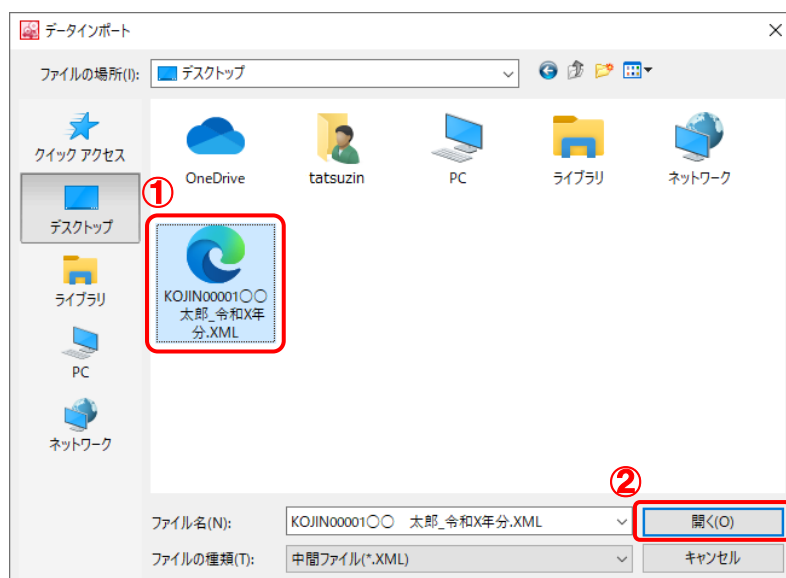 データインポート
ファイルの場所(I):
デスクトップ
クイック アクセス
デスクトップ
ライブラリ
PC
ネットワーク
OneDrive
tatsuzin
PC
ライブラリ
ネットワーク
①
KOJIN00001〇〇
太郎_令和X年
分.XML
②
ファイル名(N):
KOJIN00001〇〇　太郎_令和X年分.XML
開く(O)
ファイルの種類(T):
中間ファイル(*.XML)
キャンセル